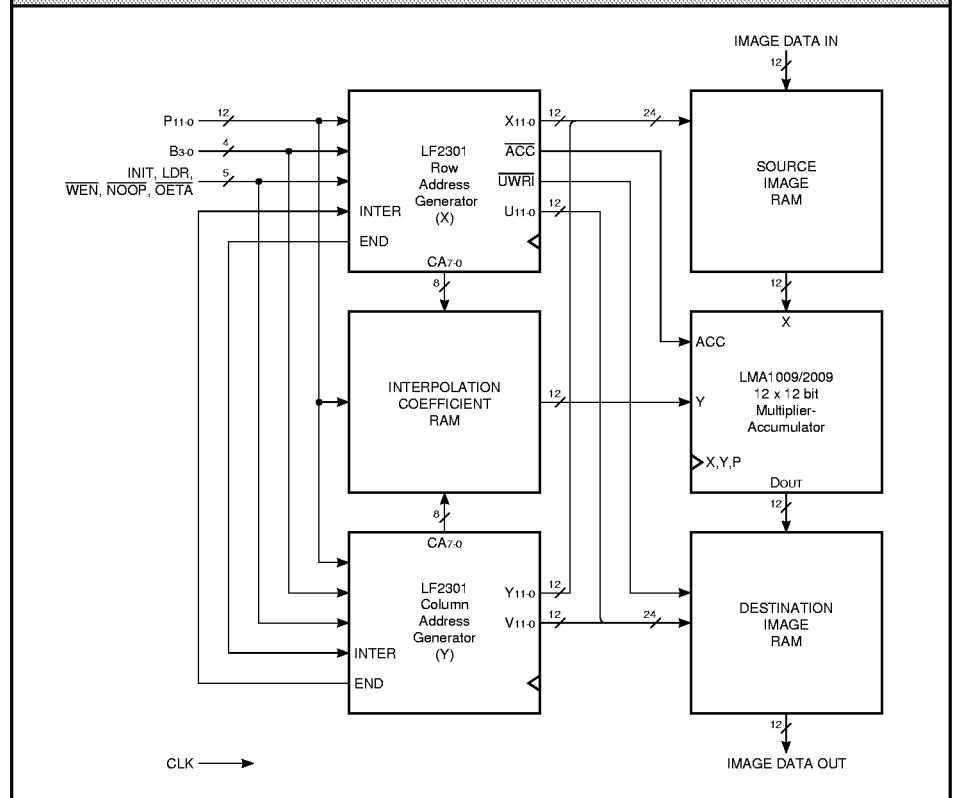 IMAGE DATA IN
12
P11-0
12
B3-0
4
INIT, LDR,
WEN, NOOP, OETA
5
INTER
END
LF2301
Row
Address
Generator
(X)
X11-0
12
24
ACC
UWRI
U11-0
12
CA7-0
8
SOURCE
IMAGE
RAM
12
INTERPOLATION
COEFFICIENT
RAM
12
X
ACC
Y
LMA1009/2009
12 x 12 bit
Multiplier-
Accumulator
X,Y,P
DOUT
12
8
CA7-0
LF2301
Column
Address
Generator
(Y)
INTER
END
Y11-0
12
V11-0
12
24
DESTINATION
IMAGE
RAM
12
IMAGE DATA OUT
CLK